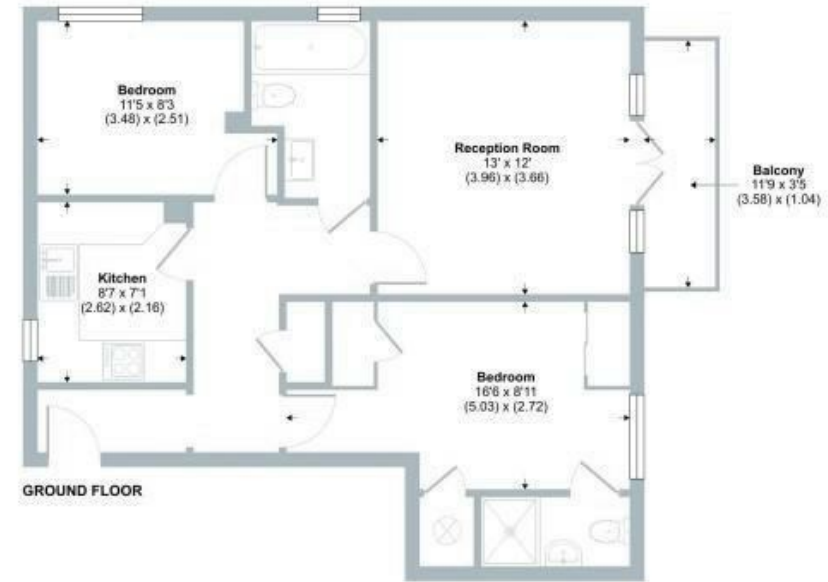 Bedroom
11'5 x 8'3
(3.48) x (2.51)
Reception Room
13' x 12'
(3.96) x (3.66)
Balcony
11'9 x 3'5
(3.58) x (1.04)
Kitchen
8'7 x 7'1
(2.62) x (2.16)
Bedroom
16'6 x 8'11
(5.03) x (2.72)
GROUND FLOOR